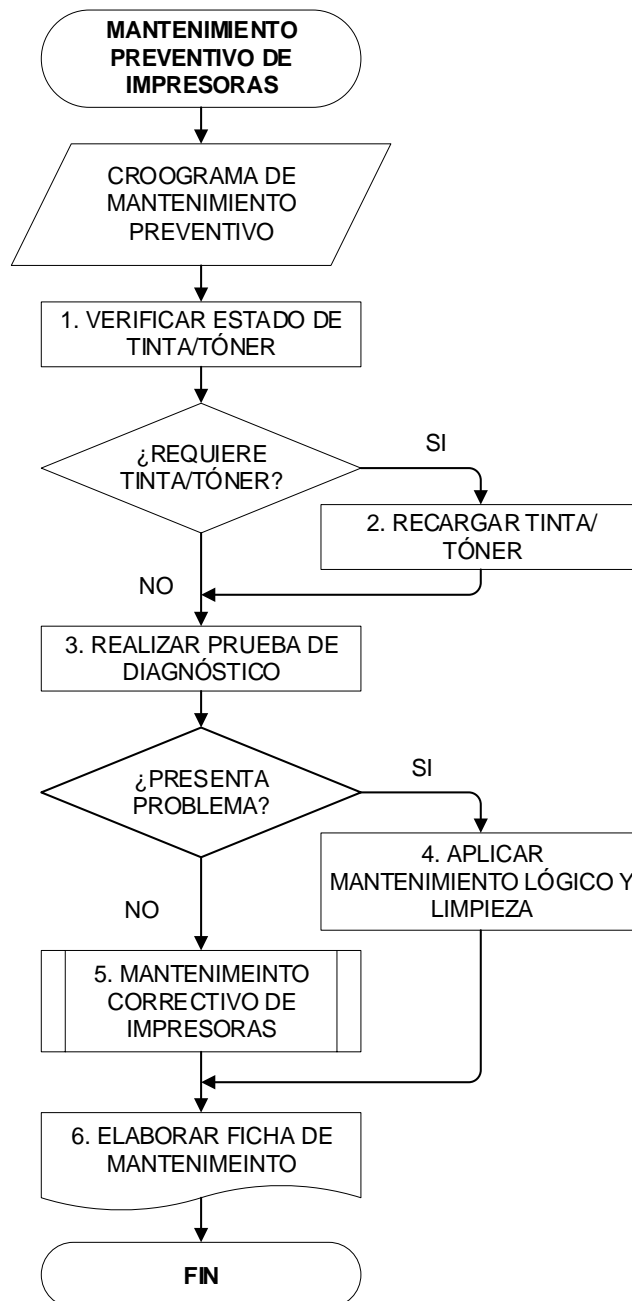 MANTENIMIENTO
PREVENTIVO DE
IMPRESORAS
CROOGRAMA DE
MANTENIMIENTO
PREVENTIVO
1. VERIFICAR ESTADO DE
TINTA/TÓNER
¿REQUIERE
TINTA/TÓNER?
SI
2. RECARGAR TINTA/
TÓNER
NO
3. REALIZAR PRUEBA DE
DIAGNÓSTICO
¿PRESENTA
PROBLEMA?
SI
4. APLICAR
MANTENIMIENTO LÓGICO Y
LIMPIEZA
NO
5. MANTENIMEINTO
CORRECTIVO DE
IMPRESORAS
6. ELABORAR FICHA DE
MANTENIMEINTO
FIN